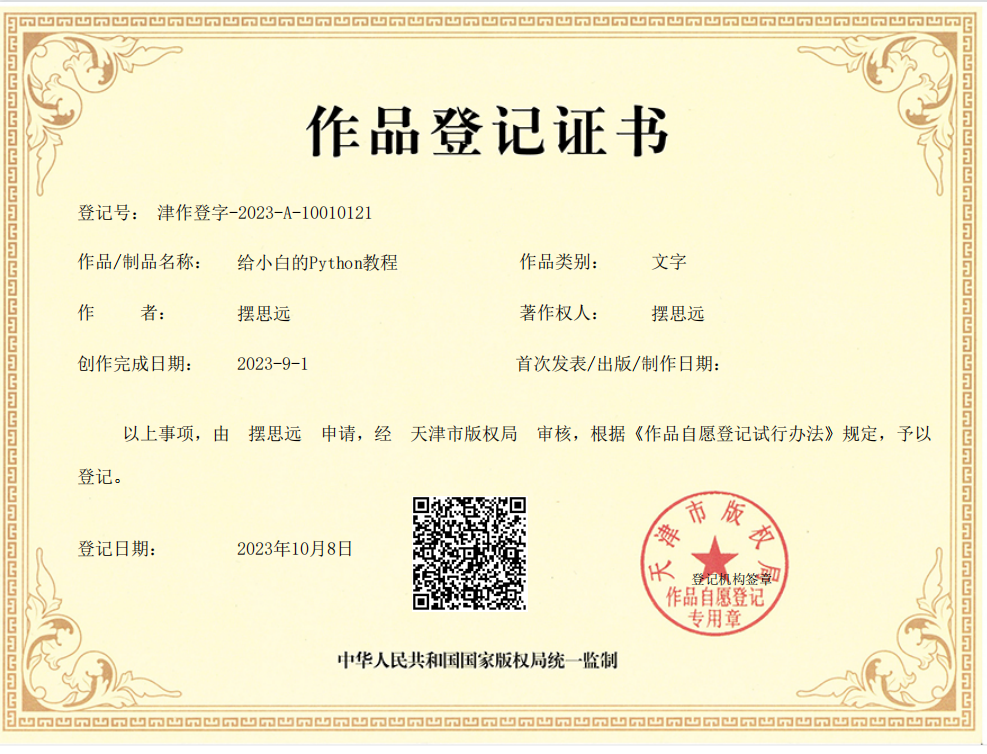 作品登记证书
登记号： 津作登字-2023-A-10010121
作品/制品名称： 给小白的Python教程 作品类别： 文字
作 者： 摆思远 著作权人： 摆思远
创作完成日期： 2023-9-1 首次发表/出版/制作日期：
以上事项，由 摆思远 申请，经 天津市版权局 审核，根据《作品自愿登记试行办法》规定，予以
登记。
登记日期： 2023年10月8日
天津市版权局
登记机构签章
作品自愿登记
专用章
中华人民共和国国家版权局统一监制